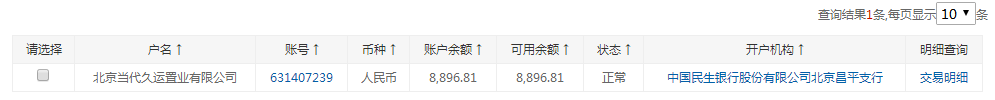 查询结果1条,每页显示10条
请选择 户名↑ 账号↑ 币种↑ 账户余额↑ 可用余额↑ 状态↑ 开户机构↑ 明细查询
北京当代久运置业有限公司 631407239 人民币 8,896.81 8,896.81 正常 中国民生银行股份有限公司北京昌平支行 交易明细